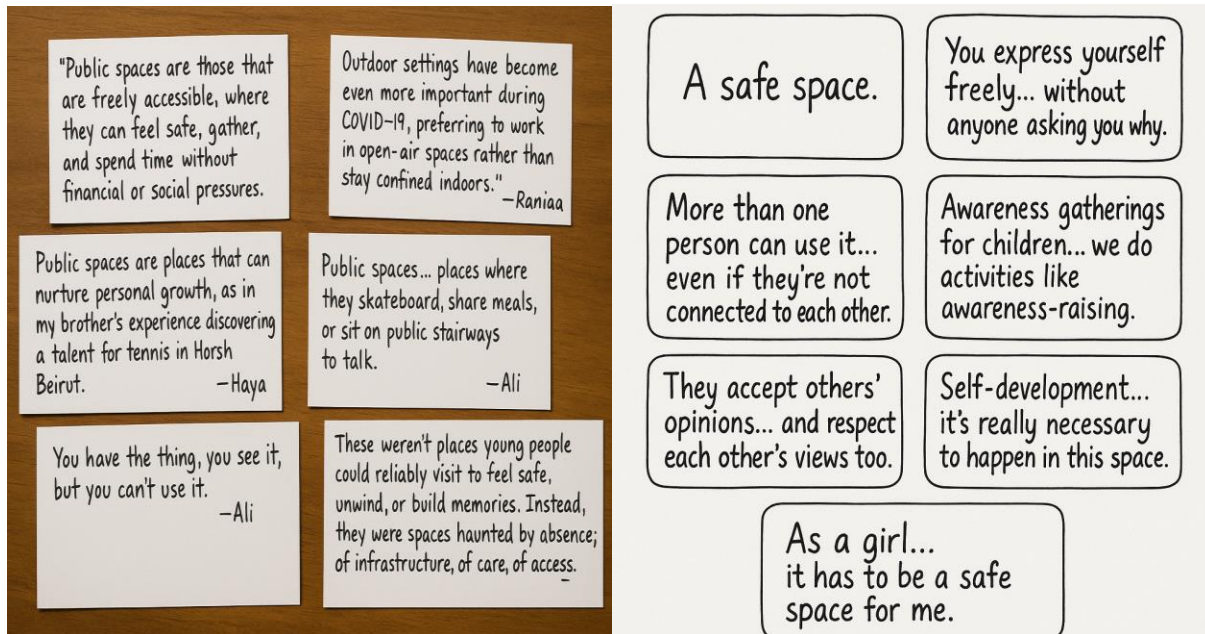 "Public spaces are those that
are freely accessible, where
they can feel safe, gather,
and spend time without
financial or social pressures.
Outdoor settings have become
even more important during
COVID-19, preferring to work
in open-air spaces rather than
stay confined indoors."
—Raniaa
Public spaces are places that can
nurture personal growth, as in
my brother's experience discovering
a talent for tennis in Horsh
Beirut. —Haya
Public spaces... places where
they skateboard, share meals,
or sit on public stairways
to talk.
—Ali
You have the thing, you see it,
but you can't use it.
—Ali
These weren't places young people
could reliably visit to feel safe,
unwind, or build memories. Instead,
they were spaces haunted by absence;
of infrastructure, of care, of access.
–
A safe space.
You express yourself
freely... without
anyone asking you why.
More than one
person can use it...
even if they're not
connected to each other.
Awareness gatherings
for children... we do
activities like
awareness-raising.
They accept others'
opinions... and respect
each other's views too.
Self-development...
it's really necessary
to happen in this space.
As a girl...
it has to be a safe
space for me.